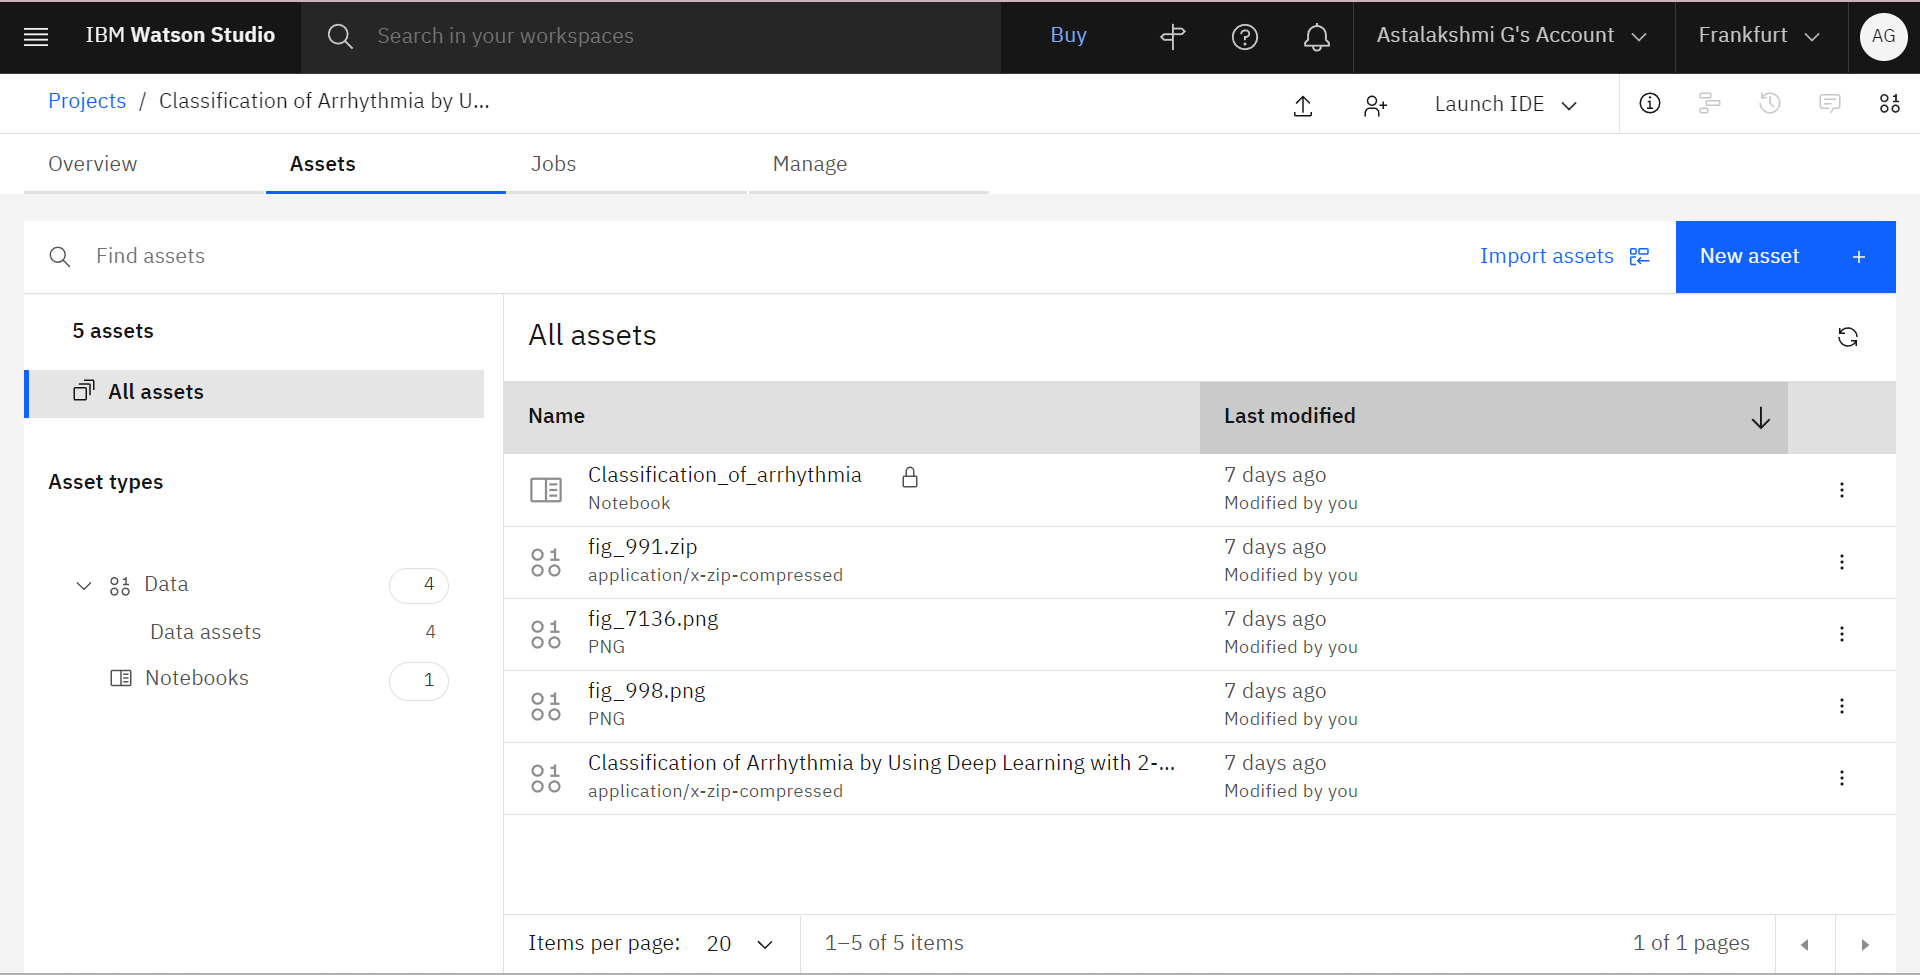 IBM Watson Studio
Search in your workspaces
Buy
Astalakshmi G's Account
Frankfurt
AG
Projects / Classification of Arrhythmia by U...
Launch IDE
Overview
Assets
Jobs
Manage
Find assets
Import assets
New asset +
5 assets
All assets
Asset types
Data 4
Data assets 4
Notebooks 1
All assets
Name
Last modified
Classification_of_arrhythmia
Notebook
7 days ago
Modified by you
fig_991.zip
application/x-zip-compressed
7 days ago
Modified by you
fig_7136.png
PNG
7 days ago
Modified by you
fig_998.png
PNG
7 days ago
Modified by you
Classification of Arrhythmia by Using Deep Learning with 2-...
application/x-zip-compressed
7 days ago
Modified by you
Items per page: 20
1–5 of 5 items
1 of 1 pages